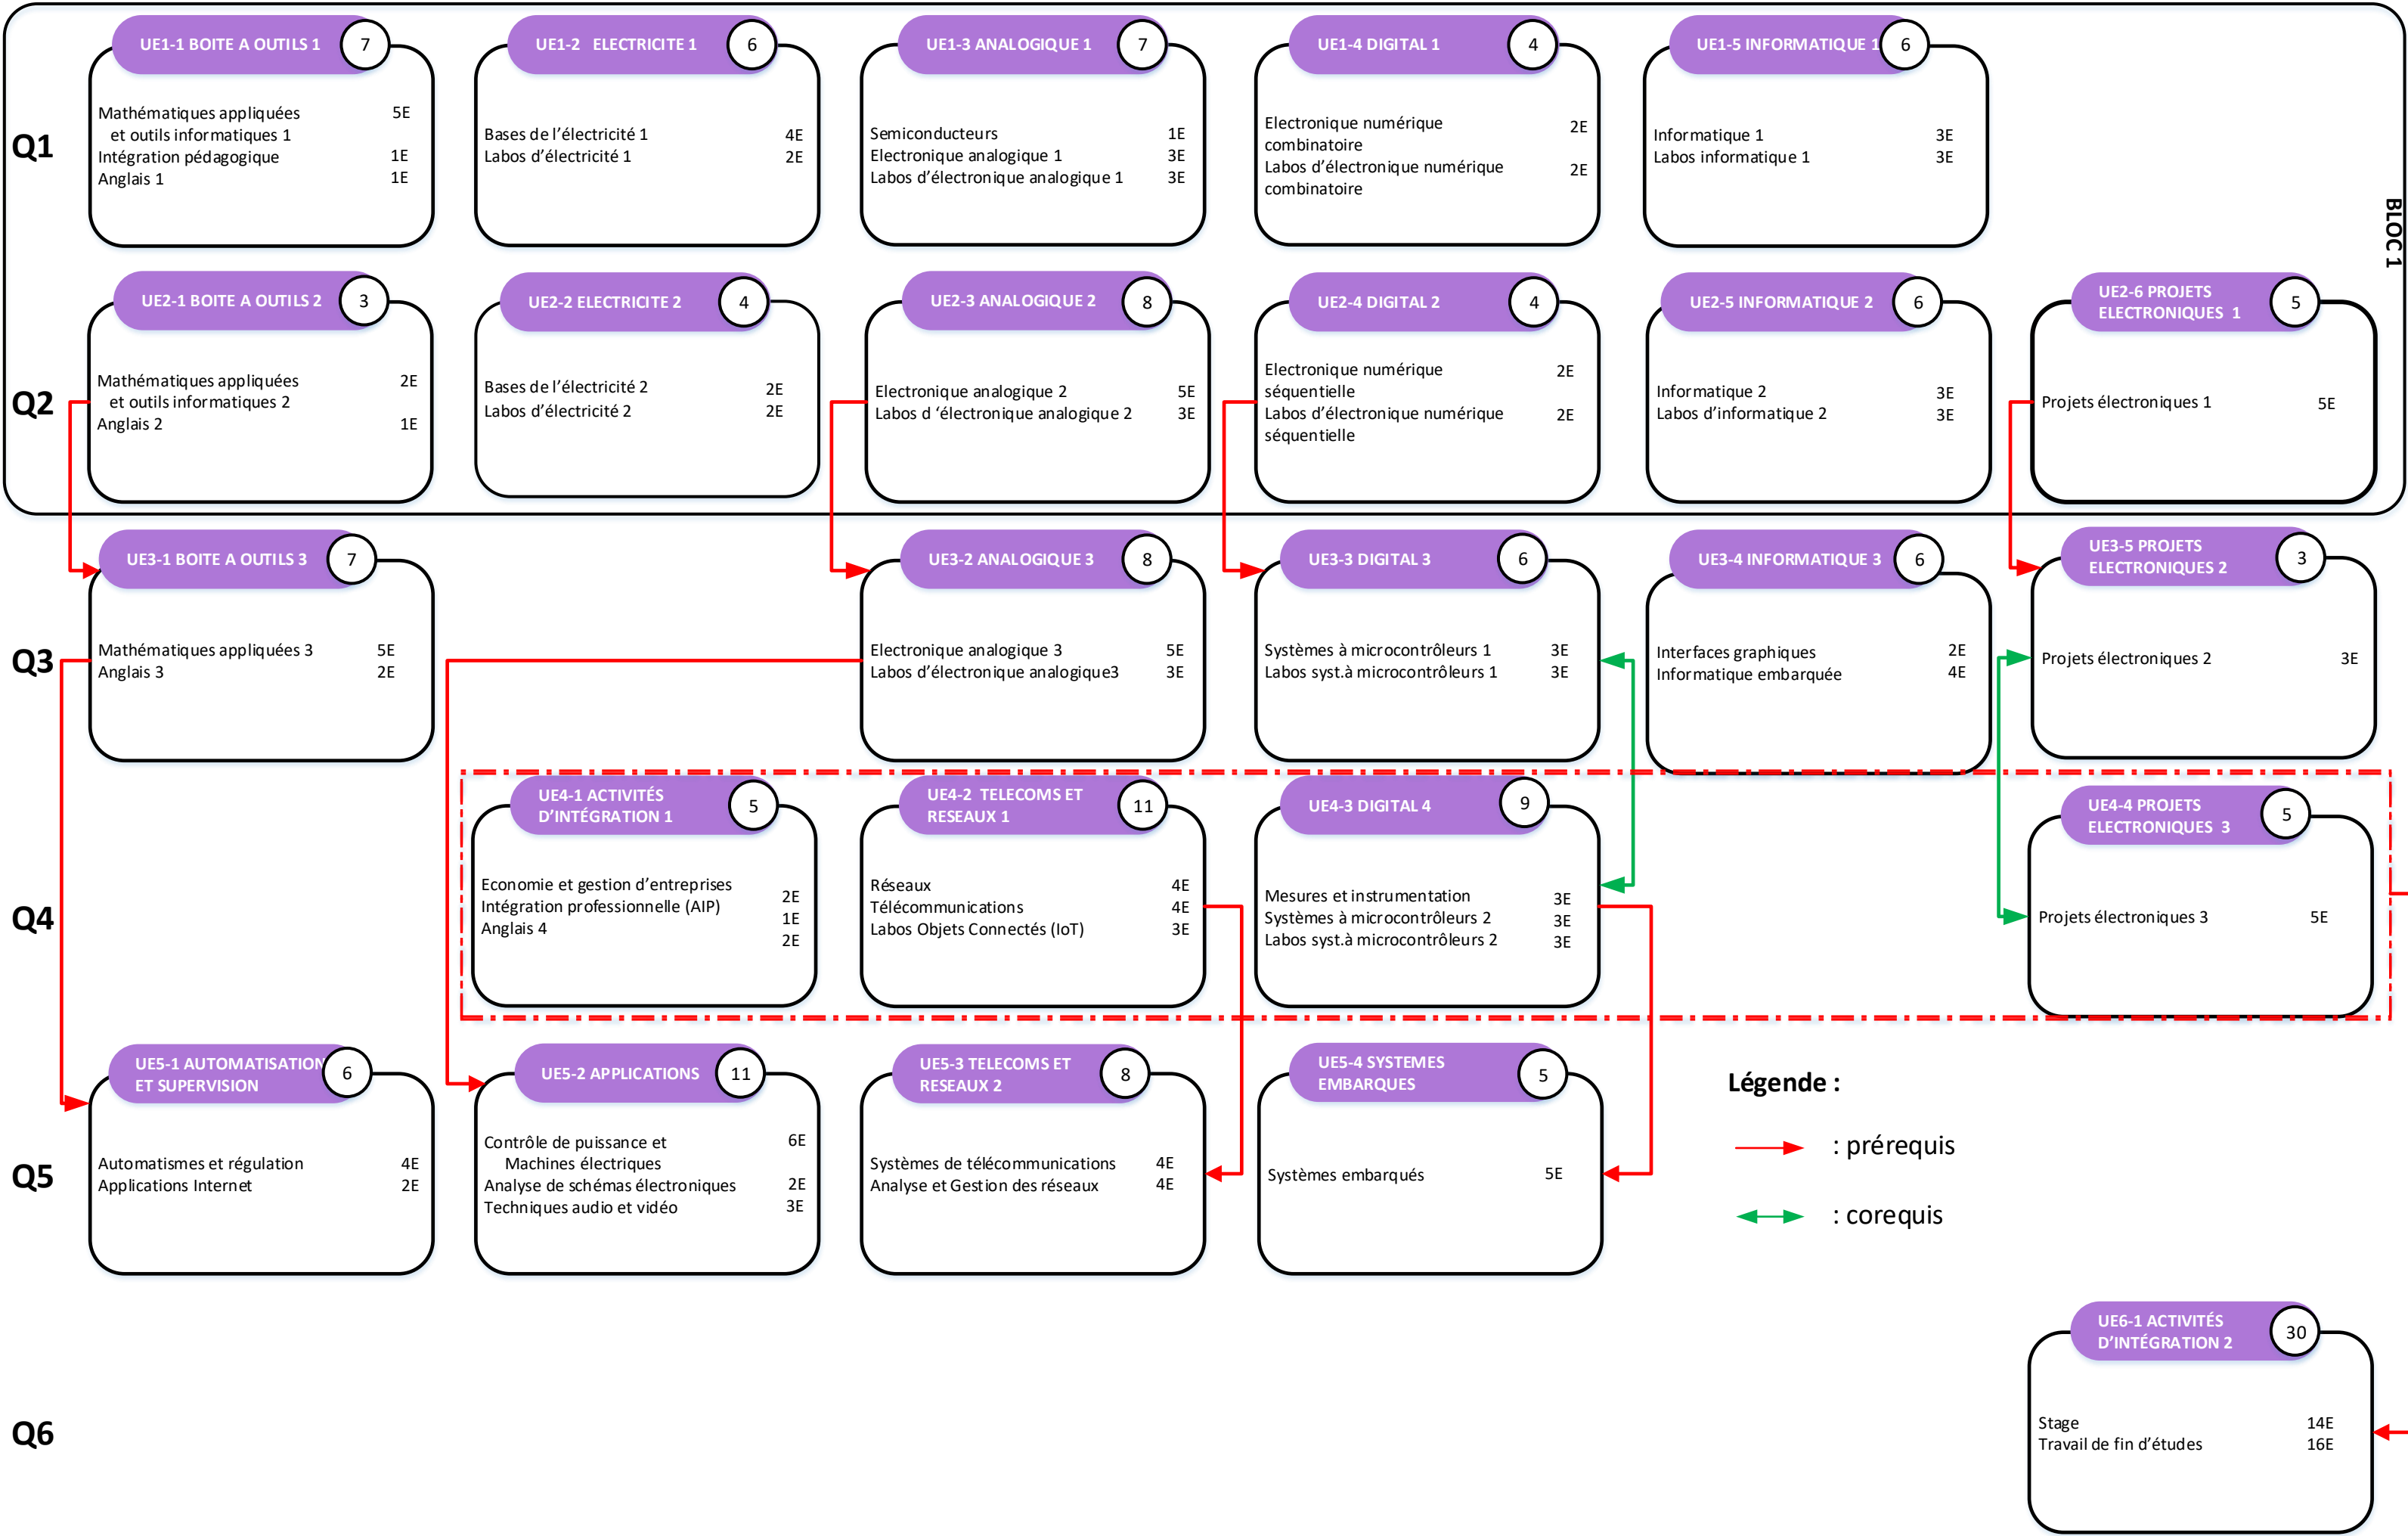 BLOC 1
Q1
UE1-1 BOITE A OUTILS 1
7
Mathématiques appliquées 5E
et outils informatiques 1
Intégration pédagogique 1E
Anglais 1 1E
UE1-2 ELECTRICITE 1
6
Bases de l'électricité 1 4E
Labos d'électricité 1 2E
UE1-3 ANALOGIQUE 1
7
Semiconducteurs 1E
Electronique analogique 1 3E
Labos d'électronique analogique 1 3E
UE1-4 DIGITAL 1
4
Electronique numérique 2E
combinatoire
Labos d'électronique numérique 2E
combinatoire
UE1-5 INFORMATIQUE 1
6
Informatique 1 3E
Labos informatique 1 3E
Q2
UE2-1 BOITE A OUTILS 2
3
Mathématiques appliquées 2E
et outils informatiques 2
Anglais 2 1E
UE2-2 ELECTRICITE 2
4
Bases de l'électricité 2 2E
Labos d'électricité 2 2E
UE2-3 ANALOGIQUE 2
8
Electronique analogique 2 5E
Labos d 'électronique analogique 2 3E
UE2-4 DIGITAL 2
4
Electronique numérique 2E
séquentielle
Labos d'électronique numérique 2E
séquentielle
UE2-5 INFORMATIQUE 2
6
Informatique 2 3E
Labos d'informatique 2 3E
UE2-6 PROJETS
ELECTRONIQUES 1
5
Projets électroniques 1 5E
Q3
UE3-1 BOITE A OUTILS 3
7
Mathématiques appliquées 3 5E
Anglais 3 2E
UE3-2 ANALOGIQUE 3
8
Electronique analogique 3 5E
Labos d'électronique analogique3 3E
UE3-3 DIGITAL 3
6
Systèmes à microcontrôleurs 1 3E
Labos syst.à microcontrôleurs 1 3E
UE3-4 INFORMATIQUE 3
6
Interfaces graphiques 2E
Informatique embarquée 4E
UE3-5 PROJETS
ELECTRONIQUES 2
3
Projets électroniques 2 3E
Q4
UE4-1 ACTIVITÉS
D'INTÉGRATION 1
5
Economie et gestion d'entreprises 2E
Intégration professionnelle (AIP) 1E
Anglais 4 2E
UE4-2 TELECOMS ET
RESEAUX 1
11
Réseaux 4E
Télécommunications 4E
Labos Objets Connectés (IoT) 3E
UE4-3 DIGITAL 4
9
Mesures et instrumentation 3E
Systèmes à microcontrôleurs 2 3E
Labos syst.à microcontrôleurs 2 3E
UE4-4 PROJETS
ELECTRONIQUES 3
5
Projets électroniques 3 5E
Q5
UE5-1 AUTOMATISATION
ET SUPERVISION
6
Automatismes et régulation 4E
Applications Internet 2E
UE5-2 APPLICATIONS
11
Contrôle de puissance et 6E
Machines électriques
Analyse de schémas électroniques 2E
Techniques audio et vidéo 3E
UE5-3 TELECOMS ET
RESEAUX 2
8
Systèmes de télécommunications 4E
Analyse et Gestion des réseaux 4E
UE5-4 SYSTEMES
EMBARQUES
5
Systèmes embarqués 5E
Légende :
: prérequis
: corequis
Q6
UE6-1 ACTIVITÉS
D'INTÉGRATION 2
30
Stage 14E
Travail de fin d'études 16E